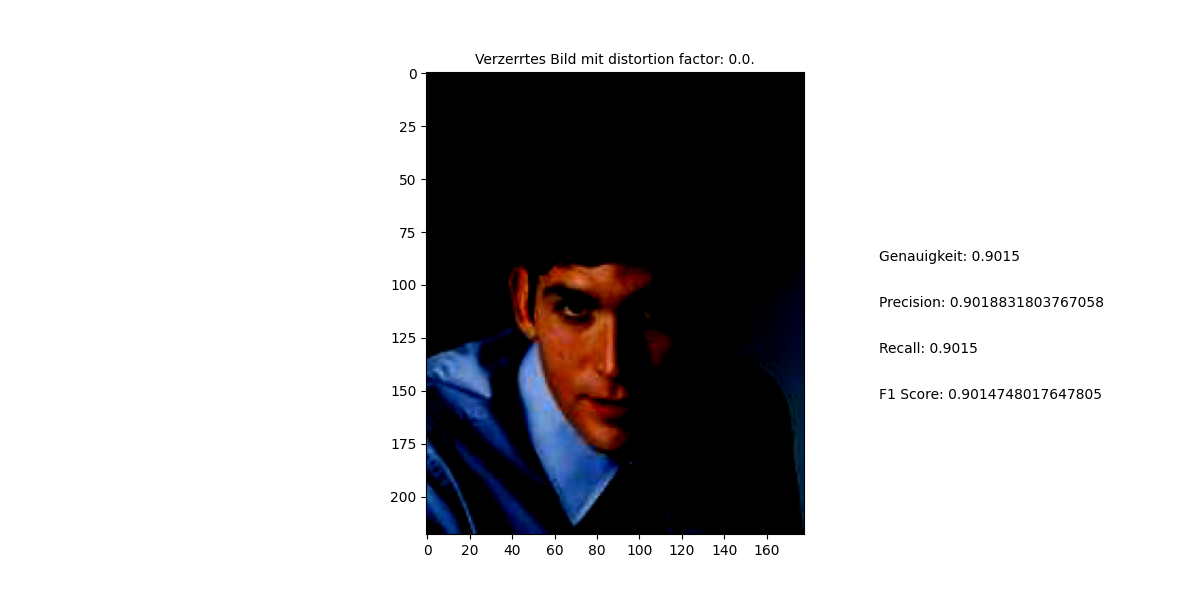 Verzerrtes Bild mit distortion factor: 0.0.
0
25
50
75
100
125
150
175
200
0 20 40 60 80 100 120 140 160
Genauigkeit: 0.9015
Precision: 0.9018831803767058
Recall: 0.9015
F1 Score: 0.9014748017647805